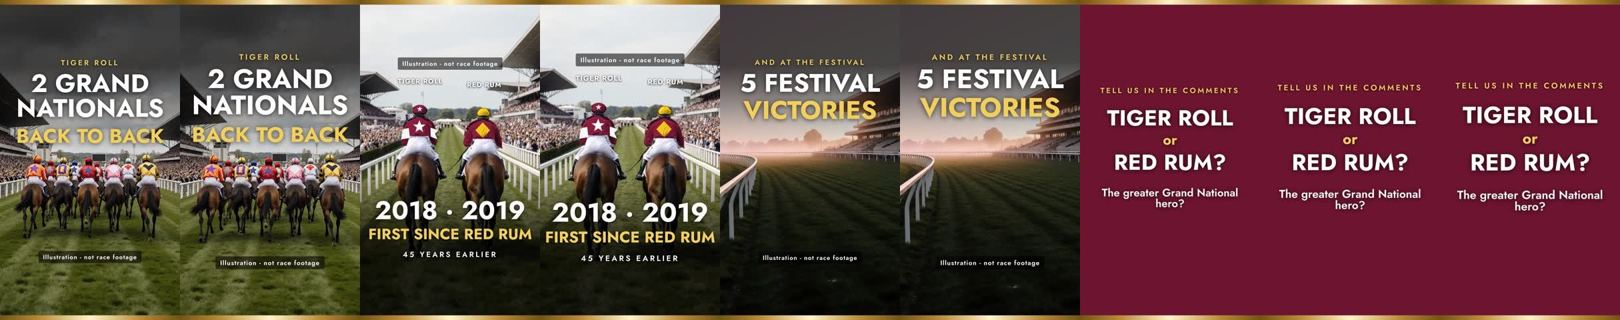 TIGER ROLL
2 GRAND
NATIONALS
BACK TO BACK
Illustration - not race footage
TIGER ROLL
2 GRAND
NATIONALS
BACK TO BACK
Illustration - not race footage
Illustration - not race footage
TIGER ROLL
RED RUM
2018 · 2019
FIRST SINCE RED RUM
45 YEARS EARLIER
Illustration - not race footage
TIGER ROLL
RED RUM
2018 · 2019
FIRST SINCE RED RUM
45 YEARS EARLIER
AND AT THE FESTIVAL
5 FESTIVAL
VICTORIES
Illustration - not race footage
AND AT THE FESTIVAL
5 FESTIVAL
VICTORIES
Illustration - not race footage
TELL US IN THE COMMENTS
TIGER ROLL
or
RED RUM?
The greater Grand National
hero?
TELL US IN THE COMMENTS
TIGER ROLL
or
RED RUM?
The greater Grand National
hero?
TELL US IN THE COMMENTS
TIGER ROLL
or
RED RUM?
The greater Grand National
hero?